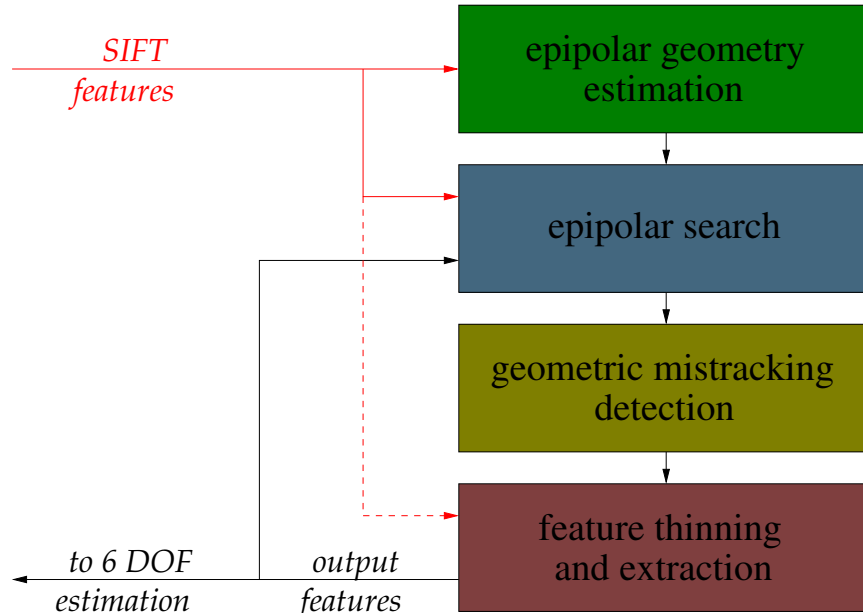 SIFT
features
epipolar geometry
estimation
epipolar search
geometric mistracking
detection
feature thinning
and extraction
to 6 DOF
estimation
output
features